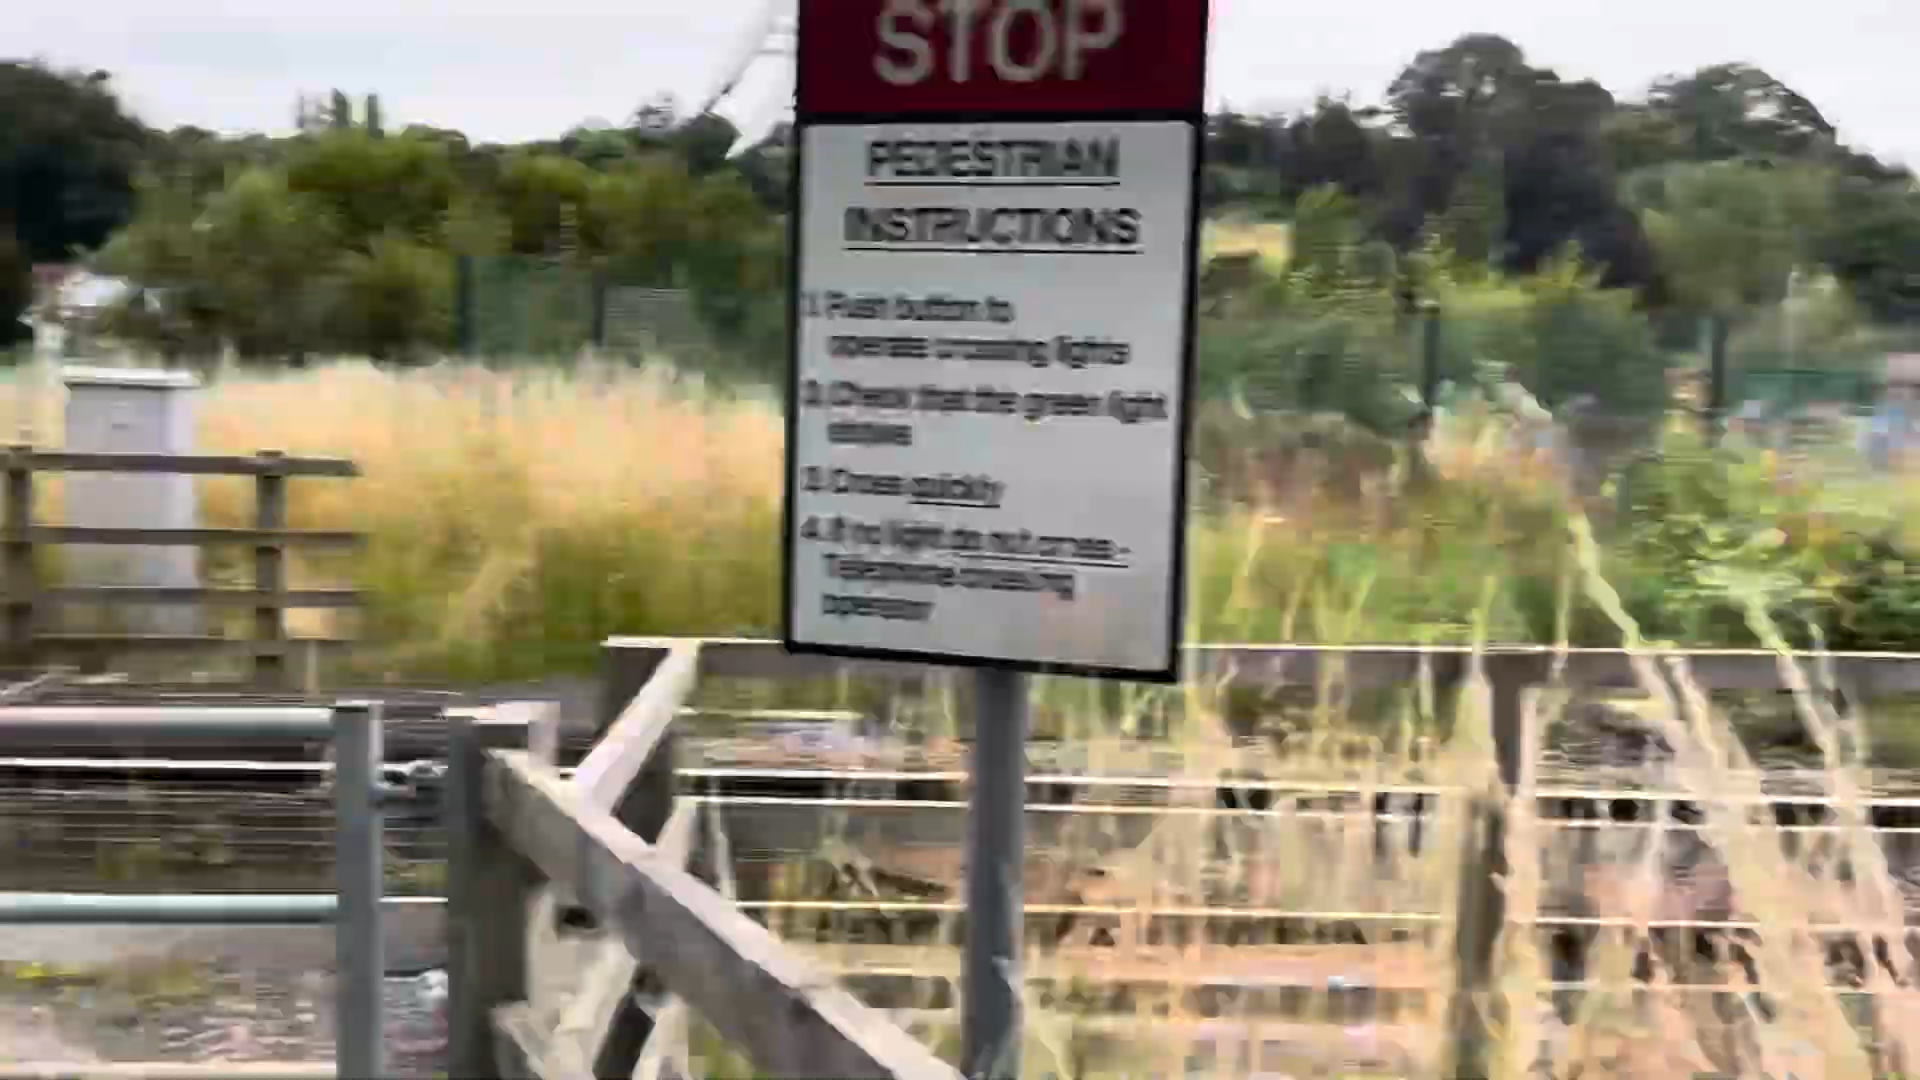 STOP
PEDESTRIAN
INSTRUCTIONS
1. Push button to
operate crossing lights
2. Check that the green light
shows
3. Cross quickly
4. If no light do not cross -
Telephone crossing
operator